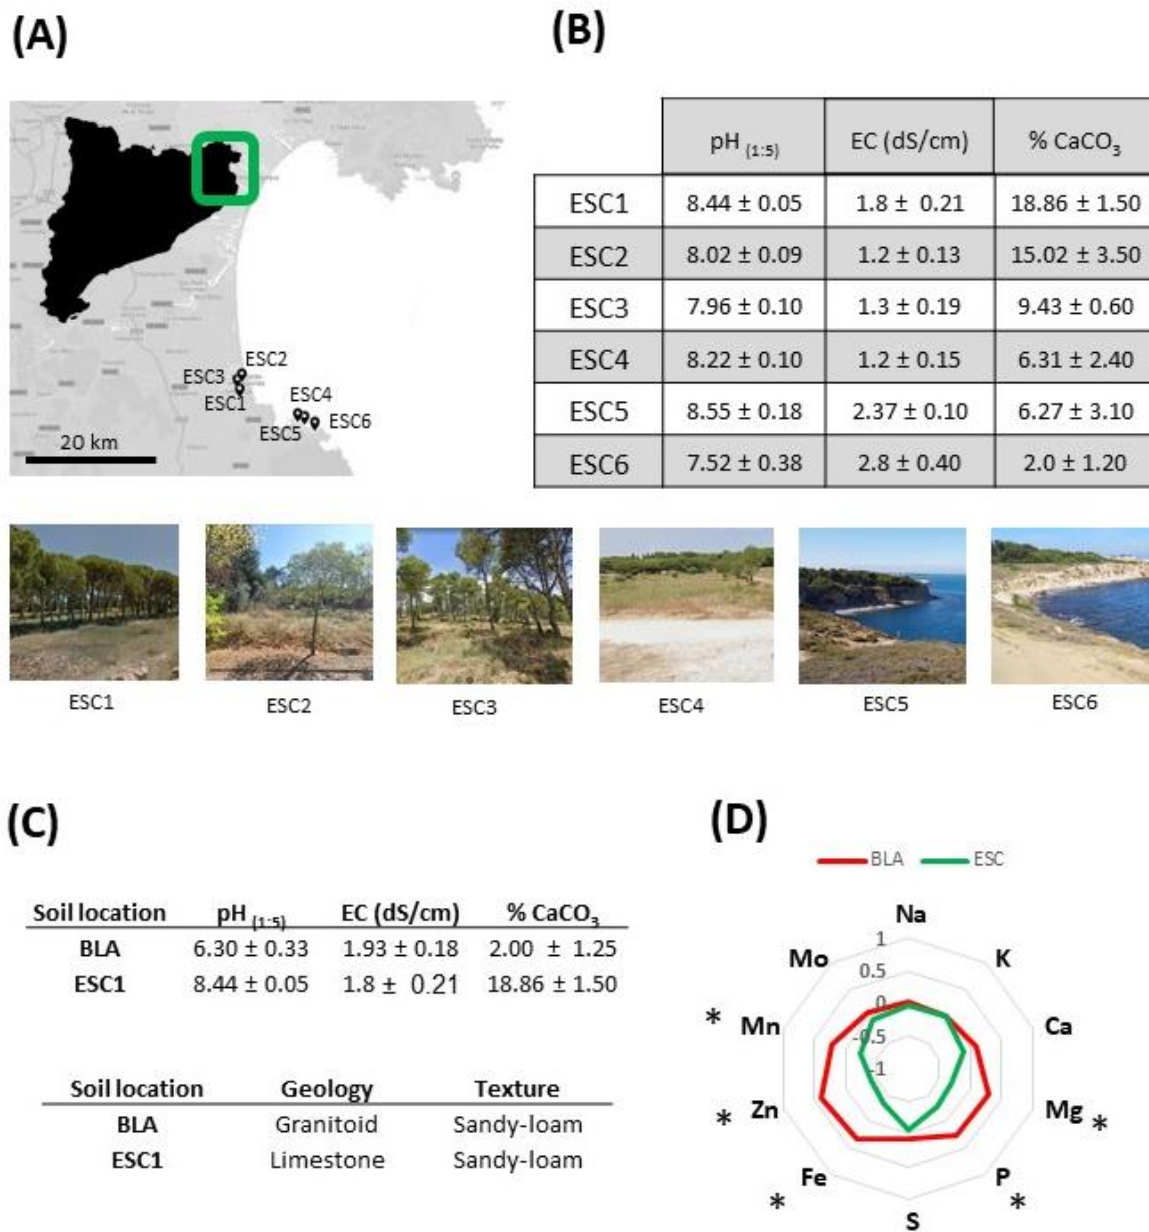 (A)
ESC2
ESC3
ESC4
ESC1
ESC5
ESC6
20 km
(B)
pH (1:5) EC (dS/cm) % CaCO3
ESC1 8.44 ± 0.05 1.8 ± 0.21 18.86 ± 1.50
ESC2 8.02 ± 0.09 1.2 ± 0.13 15.02 ± 3.50
ESC3 7.96 ± 0.10 1.3 ± 0.19 9.43 ± 0.60
ESC4 8.22 ± 0.10 1.2 ± 0.15 6.31 ± 2.40
ESC5 8.55 ± 0.18 2.37 ± 0.10 6.27 ± 3.10
ESC6 7.52 ± 0.38 2.8 ± 0.40 2.0 ± 1.20
ESC1 ESC2 ESC3 ESC4 ESC5 ESC6
(C)
Soil location pH (1:5) EC (dS/cm) % CaCO3
BLA 6.30 ± 0.33 1.93 ± 0.18 2.00 ± 1.25
ESC1 8.44 ± 0.05 1.8 ± 0.21 18.86 ± 1.50
Soil location Geology Texture
BLA Granitoid Sandy-loam
ESC1 Limestone Sandy-loam
(D)
BLA ESC
Na
1
Mo K
0.5
0
* Mn Ca
-0.5
-1
* Zn Mg *
Fe P
* *
S